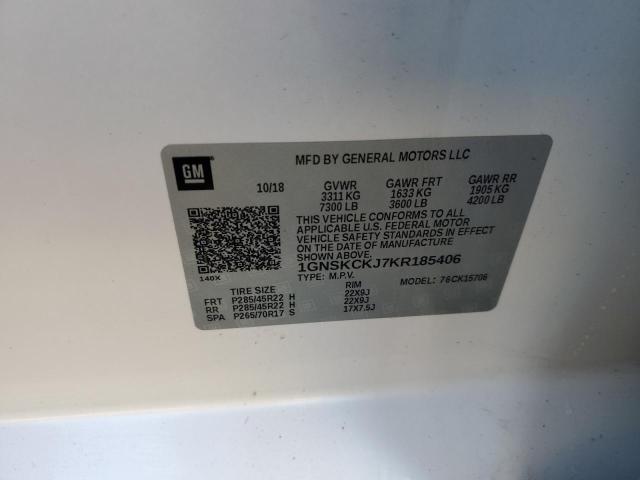 GM
MFD BY GENERAL MOTORS LLC
10/18 GVWR GAWR FRT GAWR RR
3311 KG 1633 KG 1905 KG
7300 LB 3600 LB 4200 LB
THIS VEHICLE CONFORMS TO ALL
APPLICABLE U.S. FEDERAL MOTOR
VEHICLE SAFETY STANDARDS IN EFFECT
ON THE DATE OF MANUFACTURE
SHOWN ABOVE.
1GNSKCKJ7KR185406
TYPE: M.P.V. MODEL: 76CK15706
140X
TIRE SIZE RIM
FRT P285/45R22 H 22X9J
RR P285/45R22 H 22X9J
SPA P265/70R17 S 17X7.5J